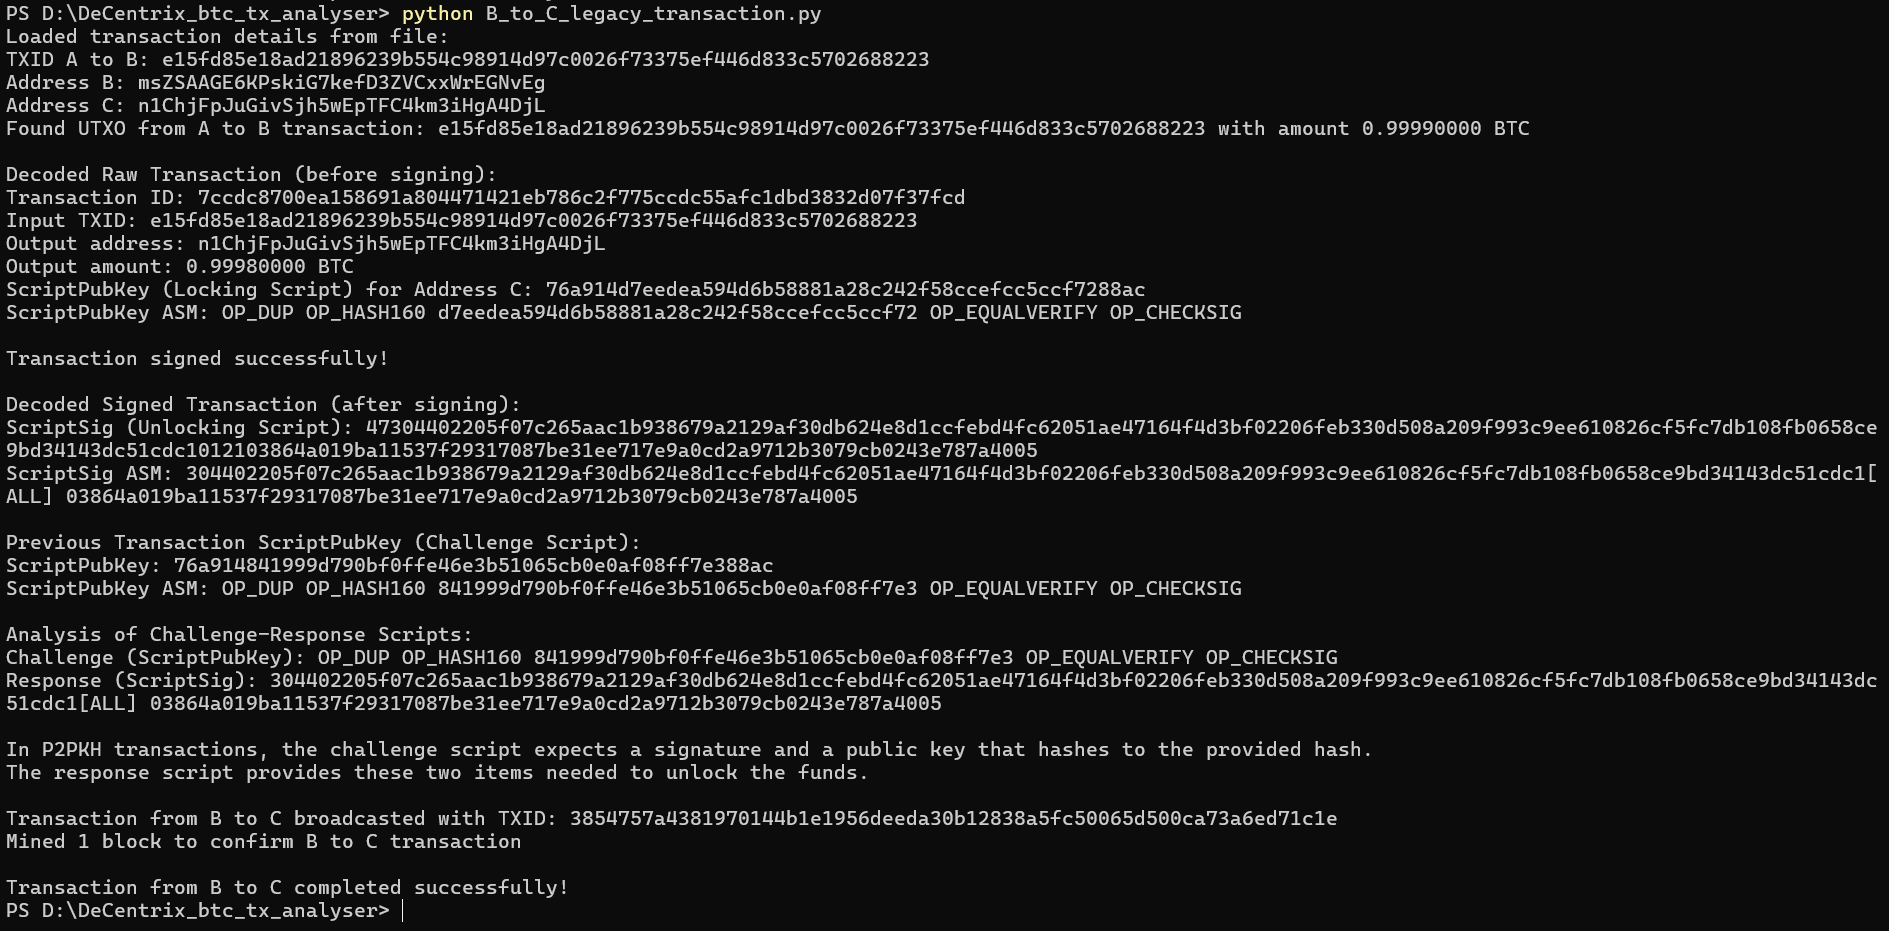 PS D:\DeCentrix_btc_tx_analyser> python B_to_C_legacy_transaction.py
Loaded transaction details from file:
TXID A to B: e15fd85e18ad21896239b554c98914d97c0026f73375ef446d833c5702688223
Address B: msZSAAGE6KPskiG7kefD3ZVCxxWrEGNvEg
Address C: n1ChjFpJuGivSjh5wEpTFC4km3iHgA4DjL
Found UTXO from A to B transaction: e15fd85e18ad21896239b554c98914d97c0026f73375ef446d833c5702688223 with amount 0.99990000 BTC
Decoded Raw Transaction (before signing):
Transaction ID: 7ccdc8700ea158691a804471421eb786c2f775ccdc55afc1dbd3832d07f37fcd
Input TXID: e15fd85e18ad21896239b554c98914d97c0026f73375ef446d833c5702688223
Output address: n1ChjFpJuGivSjh5wEpTFC4km3iHgA4DjL
Output amount: 0.99980000 BTC
ScriptPubKey (Locking Script) for Address C: 76a914d7eedea594d6b58881a28c242f58ccefcc5ccf7288ac
ScriptPubKey ASM: OP_DUP OP_HASH160 d7eedea594d6b58881a28c242f58ccefcc5ccf72 OP_EQUALVERIFY OP_CHECKSIG
Transaction signed successfully!
Decoded Signed Transaction (after signing):
ScriptSig (Unlocking Script): 47304402205f07c265aac1b938679a2129af30db624e8d1ccfebd4fc62051ae47164f4d3bf02206feb330d508a209f993c9ee610826cf5fc7db108fb0658ce
9bd34143dc51cdc1012103864a019ba11537f29317087be31ee717e9a0cd2a9712b3079cb0243e787a4005
ScriptSig ASM: 304402205f07c265aac1b938679a2129af30db624e8d1ccfebd4fc62051ae47164f4d3bf02206feb330d508a209f993c9ee610826cf5fc7db108fb0658ce9bd34143dc51cdc1[
ALL] 03864a019ba11537f29317087be31ee717e9a0cd2a9712b3079cb0243e787a4005
Previous Transaction ScriptPubKey (Challenge Script):
ScriptPubKey: 76a914841999d790bf0ffe46e3b51065cb0e0af08ff7e388ac
ScriptPubKey ASM: OP_DUP OP_HASH160 841999d790bf0ffe46e3b51065cb0e0af08ff7e3 OP_EQUALVERIFY OP_CHECKSIG
Analysis of Challenge-Response Scripts:
Challenge (ScriptPubKey): OP_DUP OP_HASH160 841999d790bf0ffe46e3b51065cb0e0af08ff7e3 OP_EQUALVERIFY OP_CHECKSIG
Response (ScriptSig): 304402205f07c265aac1b938679a2129af30db624e8d1ccfebd4fc62051ae47164f4d3bf02206feb330d508a209f993c9ee610826cf5fc7db108fb0658ce9bd34143dc
51cdc1[ALL] 03864a019ba11537f29317087be31ee717e9a0cd2a9712b3079cb0243e787a4005
In P2PKH transactions, the challenge script expects a signature and a public key that hashes to the provided hash.
The response script provides these two items needed to unlock the funds.
Transaction from B to C broadcasted with TXID: 3854757a4381970144b1e1956deeda30b12838a5fc50065d500ca73a6ed71c1e
Mined 1 block to confirm B to C transaction
Transaction from B to C completed successfully!
PS D:\DeCentrix_btc_tx_analyser>